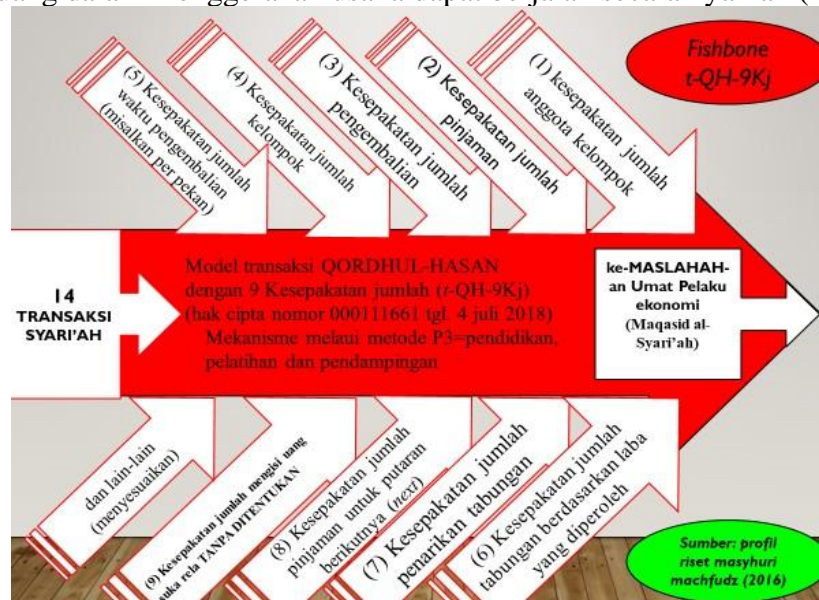 Fishbone
t-QH-9Kj
(5) Kesepakatan jumlah
waktu pengembalian
(misalkan per pekan)
(4) Kesepakatan jumlah
kelompok
(3) Kesepakatan jumlah
pengembalian
(2) Kesepakatan jumlah
pinjaman
(1) kesepakatan jumlah
anggota kelompok
14
TRANSAKSI
SYARI'AH
Model transaksi QORDHUL-HASAN
dengan 9 Kesepakatan jumlah (t-QH-9Kj)
(hak cipta nomor 000111661 tgl. 4 juli 2018)
Mekanisme melaui metode P3=pendidikan,
pelatihan dan pendampingan
ke-MASLAHAH-
an Umat Pelaku
ekonomi
(Maqasid al-
Syari'ah)
dan lain-lain
(menyesuaikan)
(9) Kesepakatan jumlah mengisi uang
suka rela TANPA DITENTUKAN
(8) Kesepakatan jumlah
pinjaman untuk putaran
berikutnya (next)
(7) Kesepakatan jumlah
penarikan tabungan
(6) Kesepakatan jumlah
tabungan berdasarkan laba
yang diperoleh
Sumber: profil
riset masyhuri
machfudz (2016)